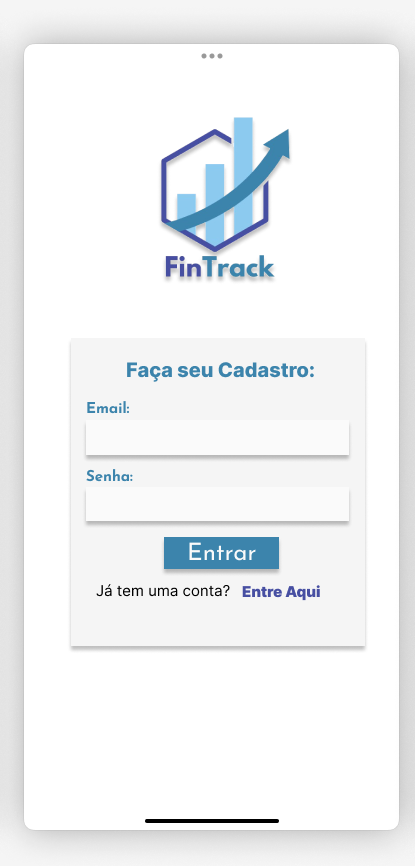 FinTrack
Faça seu Cadastro:
Email:
Senha:
Entrar
Já tem uma conta? Entre Aqui